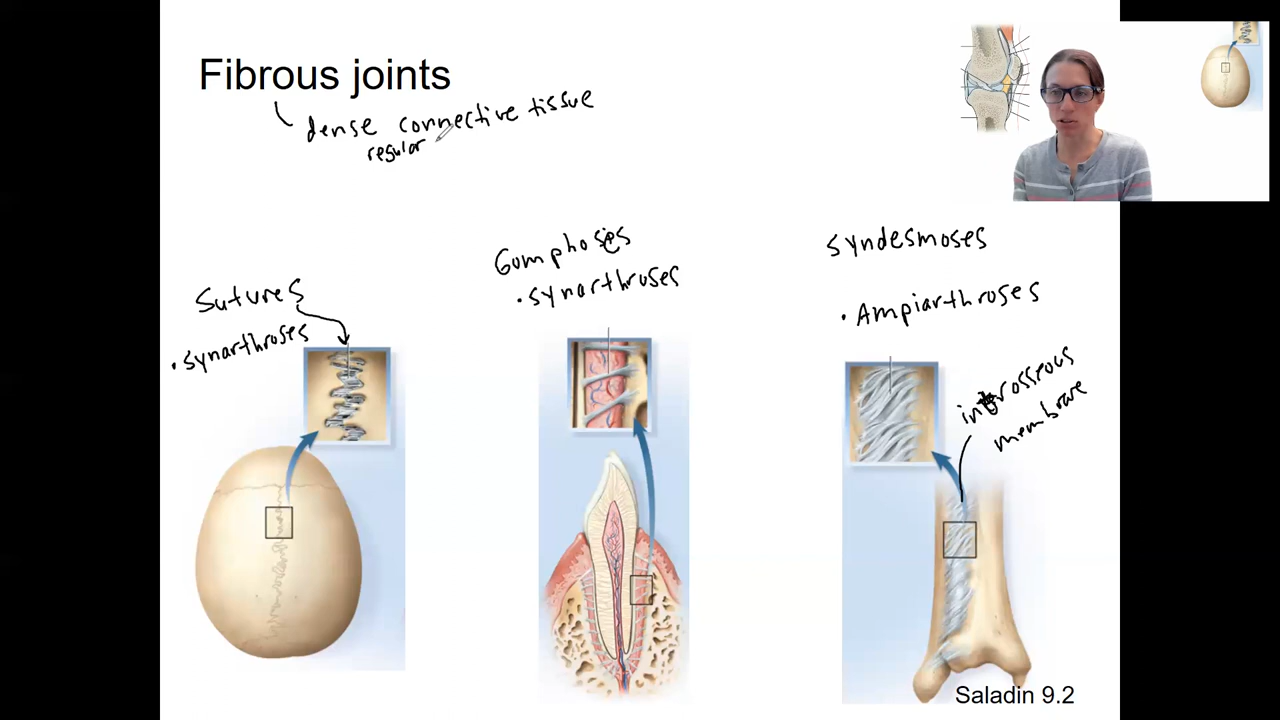 Fibrous joints
dense connective tissue
regular
Sutures
• synarthroses
Gomphoses
• synarthroses
Syndesmoses
• Ampiarthroses
interosseous
membrane
Saladin 9.2